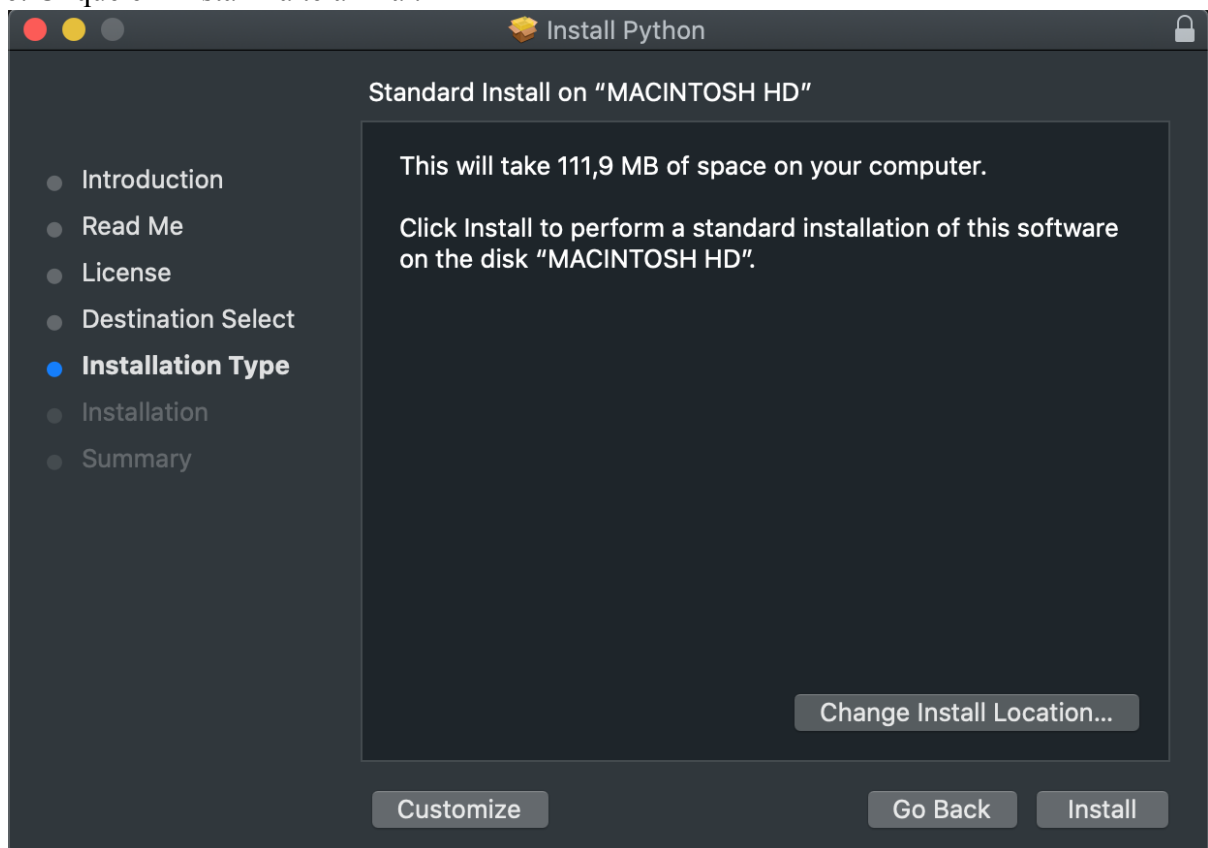 Install Python
Standard Install on “MACINTOSH HD”
Introduction
Read Me
License
Destination Select
Installation Type
Installation
Summary
This will take 111,9 MB of space on your computer.
Click Install to perform a standard installation of this software
on the disk “MACINTOSH HD”.
Change Install Location...
Customize
Go Back
Install